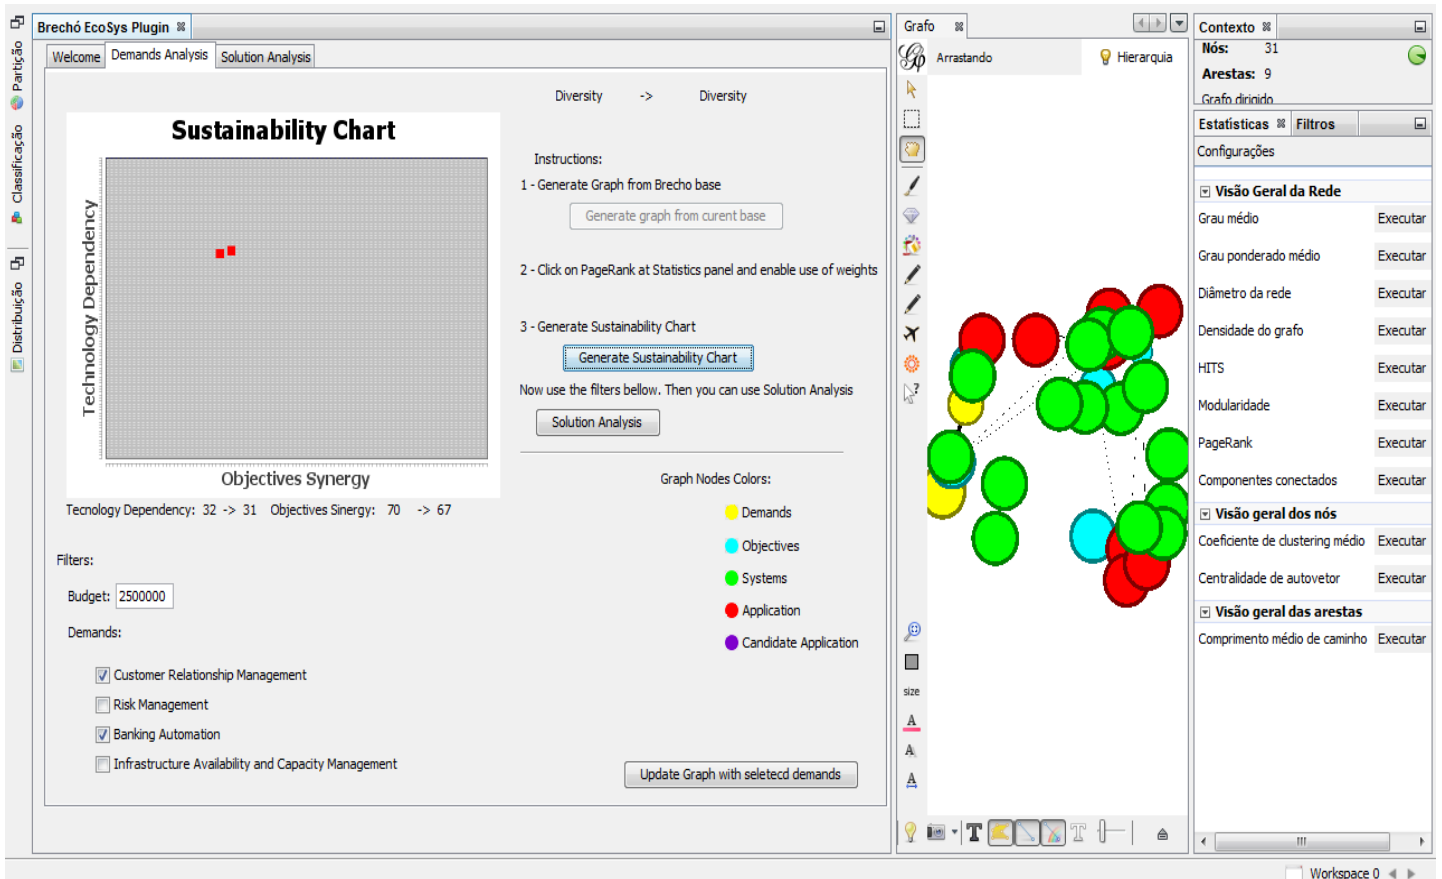 Partição
Classificação
Distribuição
Brechó EcoSys Plugin
Welcome
Demands Analysis
Solution Analysis
Sustainability Chart
Technology Dependency
Objectives Synergy
Tecnology Dependency: 32 -> 31 Objectives Sinergy: 70 -> 67
Filters:
Budget: 2500000
Demands:
Customer Relationship Management
Risk Management
Banking Automation
Infrastructure Availability and Capacity Management
Diversity -> Diversity
Instructions:
1 - Generate Graph from Brecho base
Generate graph from curent base
2 - Click on PageRank at Statistics panel and enable use of weights
3 - Generate Sustainability Chart
Generate Sustainability Chart
Now use the filters bellow. Then you can use Solution Analysis
Solution Analysis
Graph Nodes Colors:
Demands
Objectives
Systems
Application
Candidate Application
Update Graph with seletecd demands
Grafo
Arrastando
Hierarquia
size
A
A
A
T
T
Contexto
Nós: 31
Arestas: 9
Grafo dirigido
Estatísticas
Filtros
Configurações
Visão Geral da Rede
Grau médio Executar
Grau ponderado médio Executar
Diâmetro da rede Executar
Densidade do grafo Executar
HITS Executar
Modularidade Executar
PageRank Executar
Componentes conectados Executar
Visão geral dos nós
Coeficiente de clustering médio Executar
Centralidade de autovetor Executar
Visão geral das arestas
Comprimento médio de caminho Executar
Workspace 0